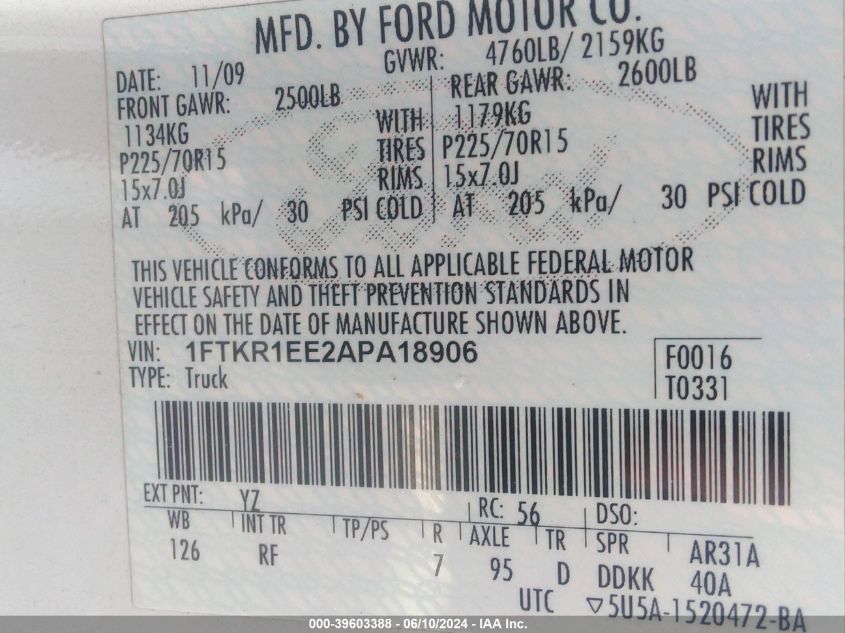 MFD. BY FORD MOTOR CO.
DATE: 11/09 GVWR: 4760LB/ 2159KG
FRONT GAWR: 2500LB REAR GAWR: 2600LB
1134KG WITH 1179KG WITH
P225/70R15 TIRES P225/70R15 TIRES
15x7.0J RIMS 15x7.0J RIMS
AT 205 kPa/ 30 PSI COLD AT 205 kPa/ 30 PSI COLD
THIS VEHICLE CONFORMS TO ALL APPLICABLE FEDERAL MOTOR
VEHICLE SAFETY AND THEFT PREVENTION STANDARDS IN
EFFECT ON THE DATE OF MANUFACTURE SHOWN ABOVE.
VIN: 1FTKR1EE2APA18906 F0016
TYPE: Truck T0331
EXT PNT: YZ RC: 56 DSO:
WB INT TR TP/PS R AXLE TR SPR AR31A
126 RF 7 95 D DDKK 40A
UTC ▽5U5A-1520472-BA
000-39603388 - 06/10/2024 - IAA Inc.